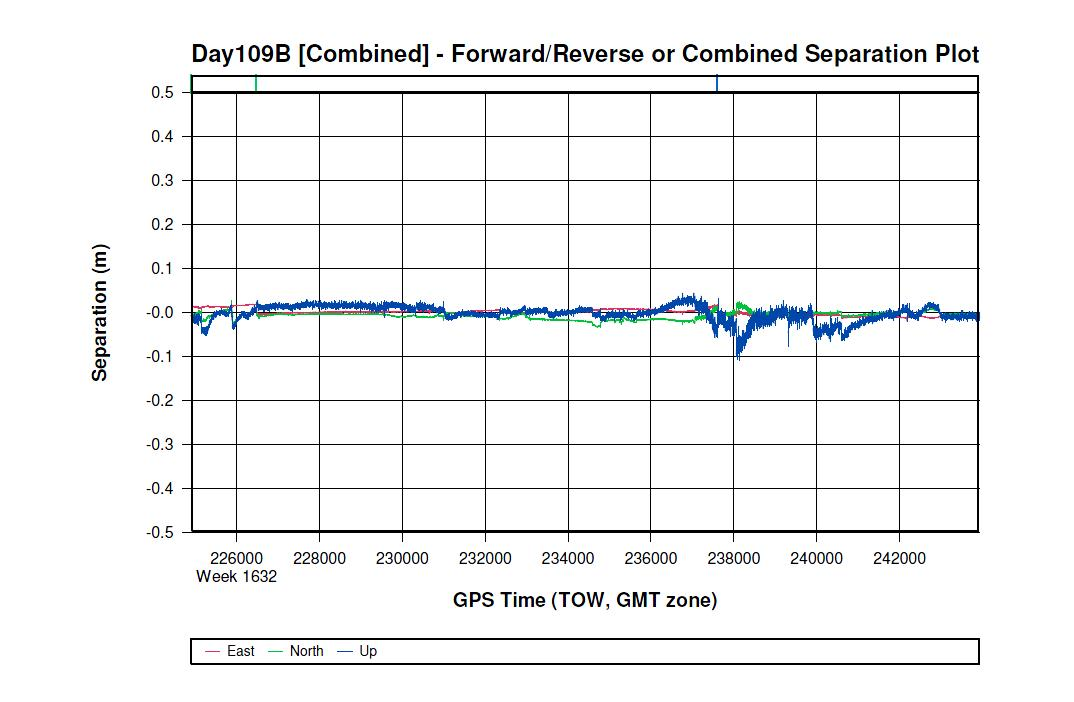 Day109B [Combined] - Forward/Reverse or Combined Separation Plot
0.5
0.4
0.3
0.2
0.1
-0.0
-0.1
-0.2
-0.3
-0.4
-0.5
Separation (m)
226000 228000 230000 232000 234000 236000 238000 240000 242000
Week 1632
GPS Time (TOW, GMT zone)
East North Up